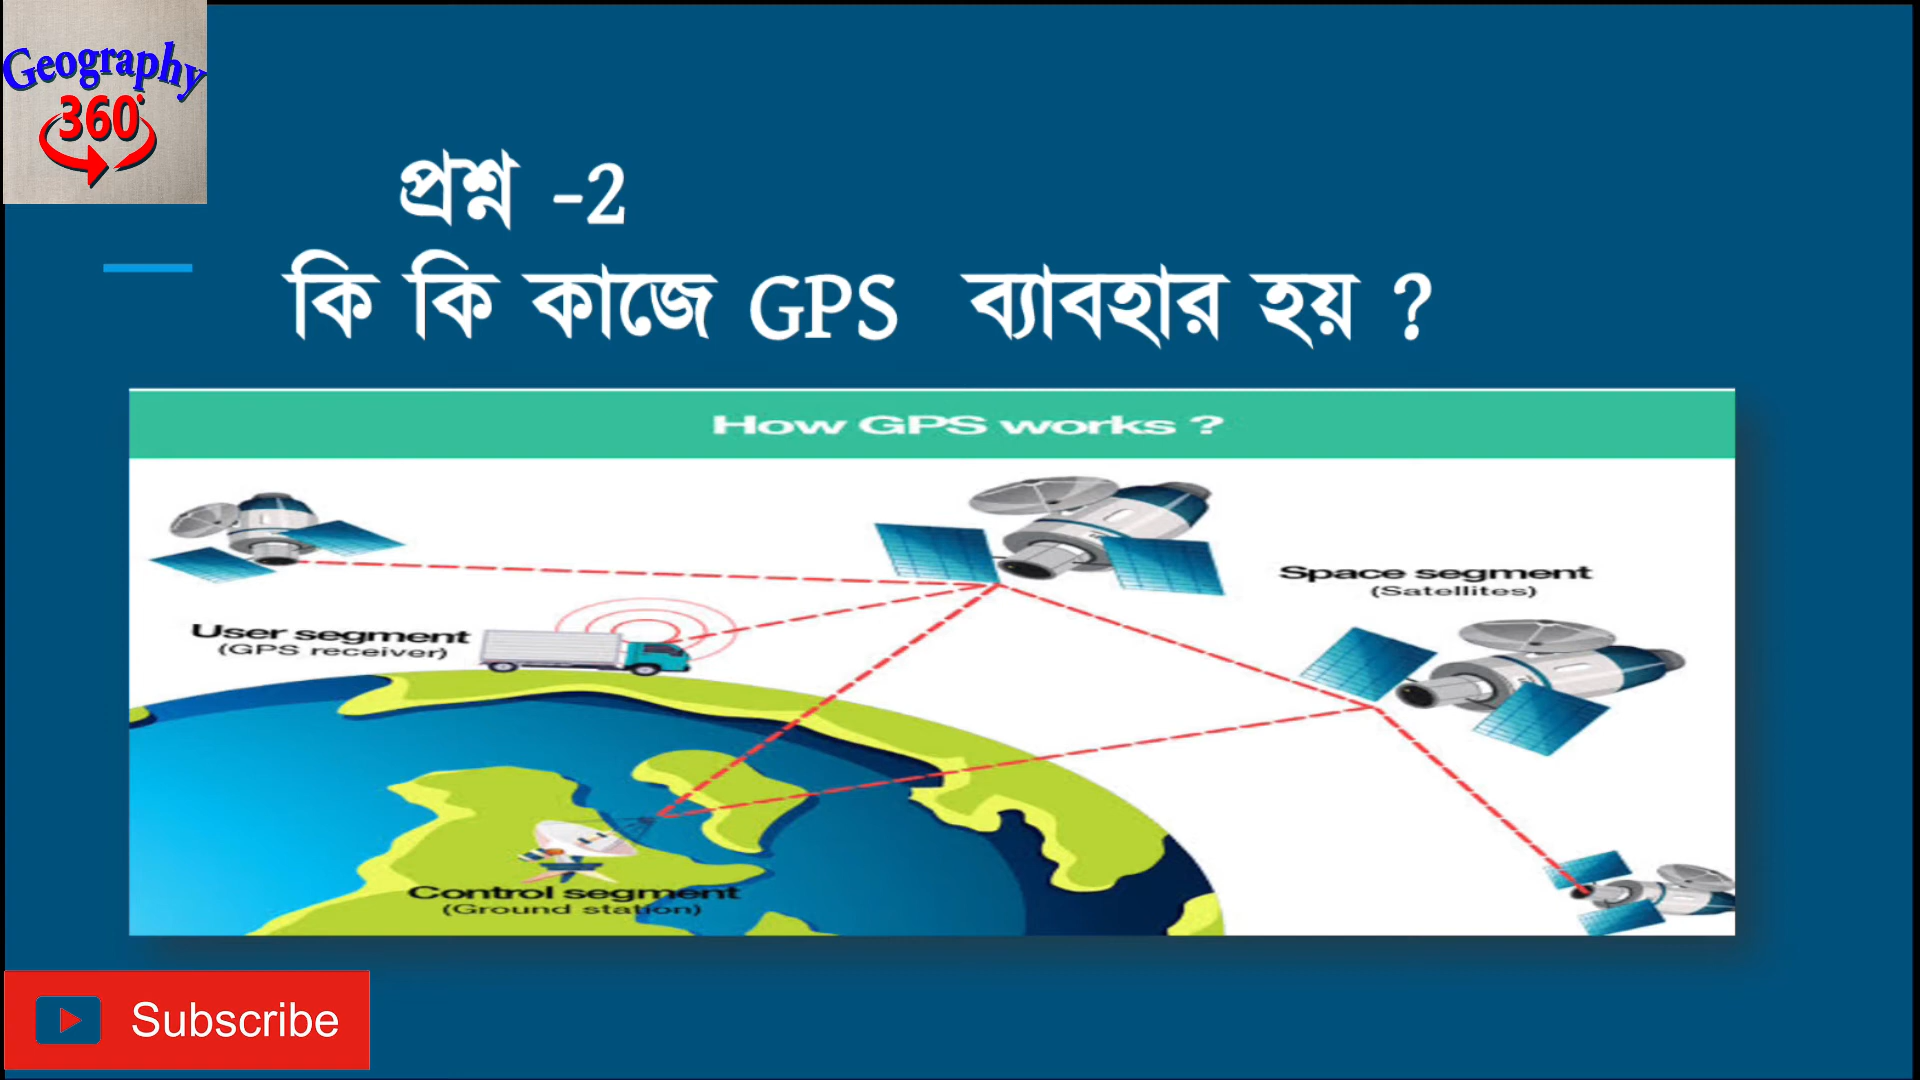 Geography
360°
প্রশ্ন -2
কি কি কাজে GPS ব্যাবহার হয় ?
How GPS works ?
Space segment
(Satellites)
User segment
(GPS receiver)
Control segment
(Ground station)
Subscribe